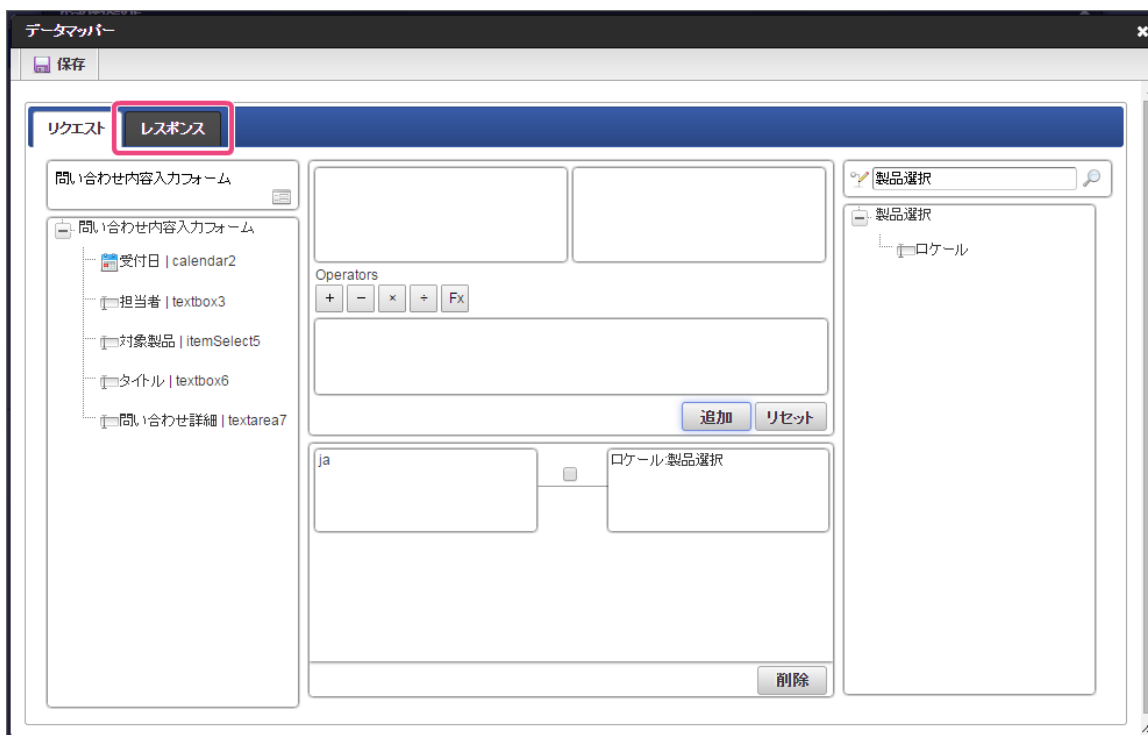 データマッパー
保存
リクエスト
レスポンス
問い合わせ内容入力フォーム
問い合わせ内容入力フォーム
受付日 | calendar2
担当者 | textbox3
対象製品 | itemSelect5
タイトル | textbox6
問い合わせ詳細 | textarea7
Operators
+ − × ÷ Fx
追加
リセット
ja
ロケール:製品選択
削除
製品選択
製品選択
ロケール